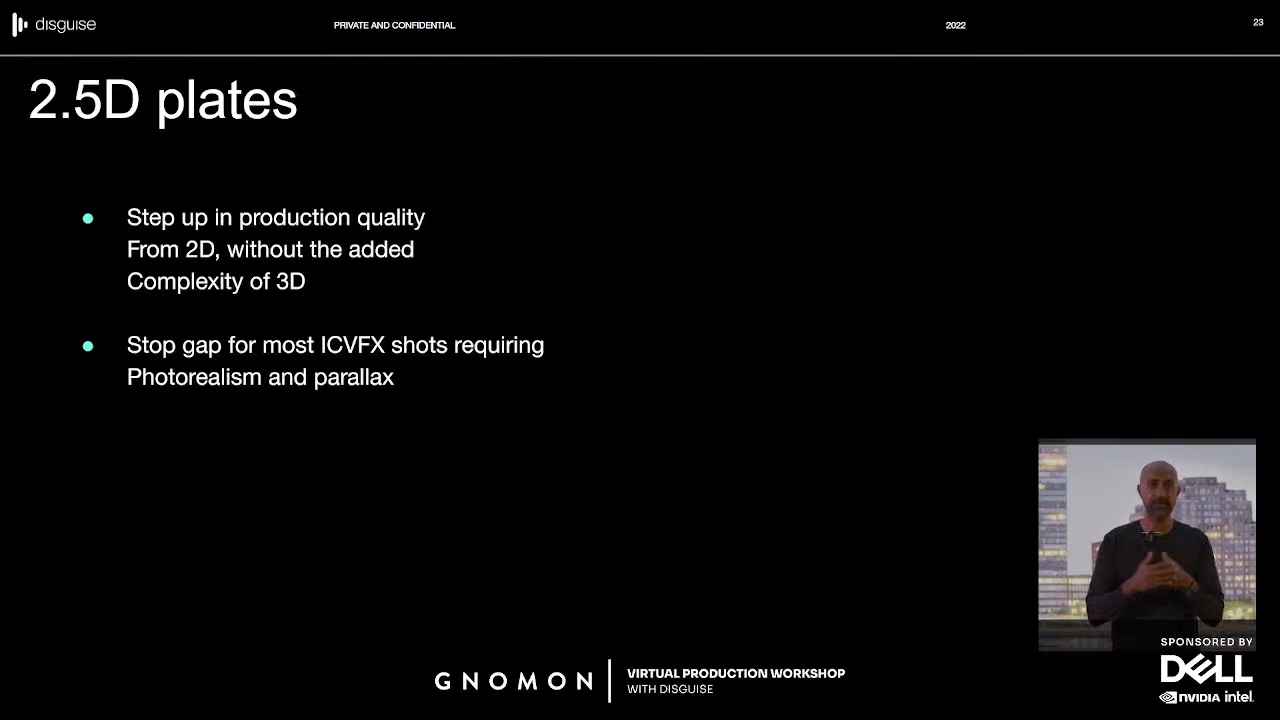 disguise
PRIVATE AND CONFIDENTIAL
2022
23
2.5D plates
Step up in production quality
From 2D, without the added
Complexity of 3D
Stop gap for most ICVFX shots requiring
Photorealism and parallax
GNOMON
VIRTUAL PRODUCTION WORKSHOP
WITH DISGUISE
SPONSORED BY
DELL
NVIDIA intel